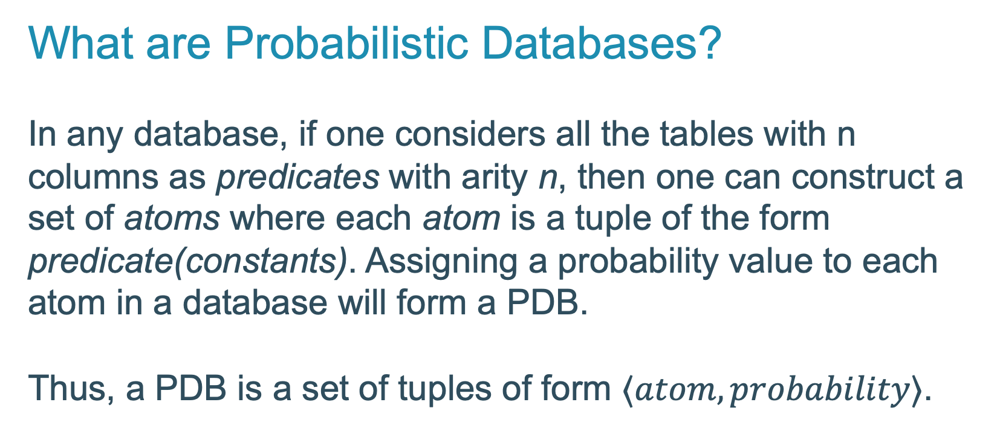 What are Probabilistic Databases?
In any database, if one considers all the tables with n
columns as predicates with arity n, then one can construct a
set of atoms where each atom is a tuple of the form
predicate(constants). Assigning a probability value to each
atom in a database will form a PDB.
Thus, a PDB is a set of tuples of form ⟨atom, probability⟩.